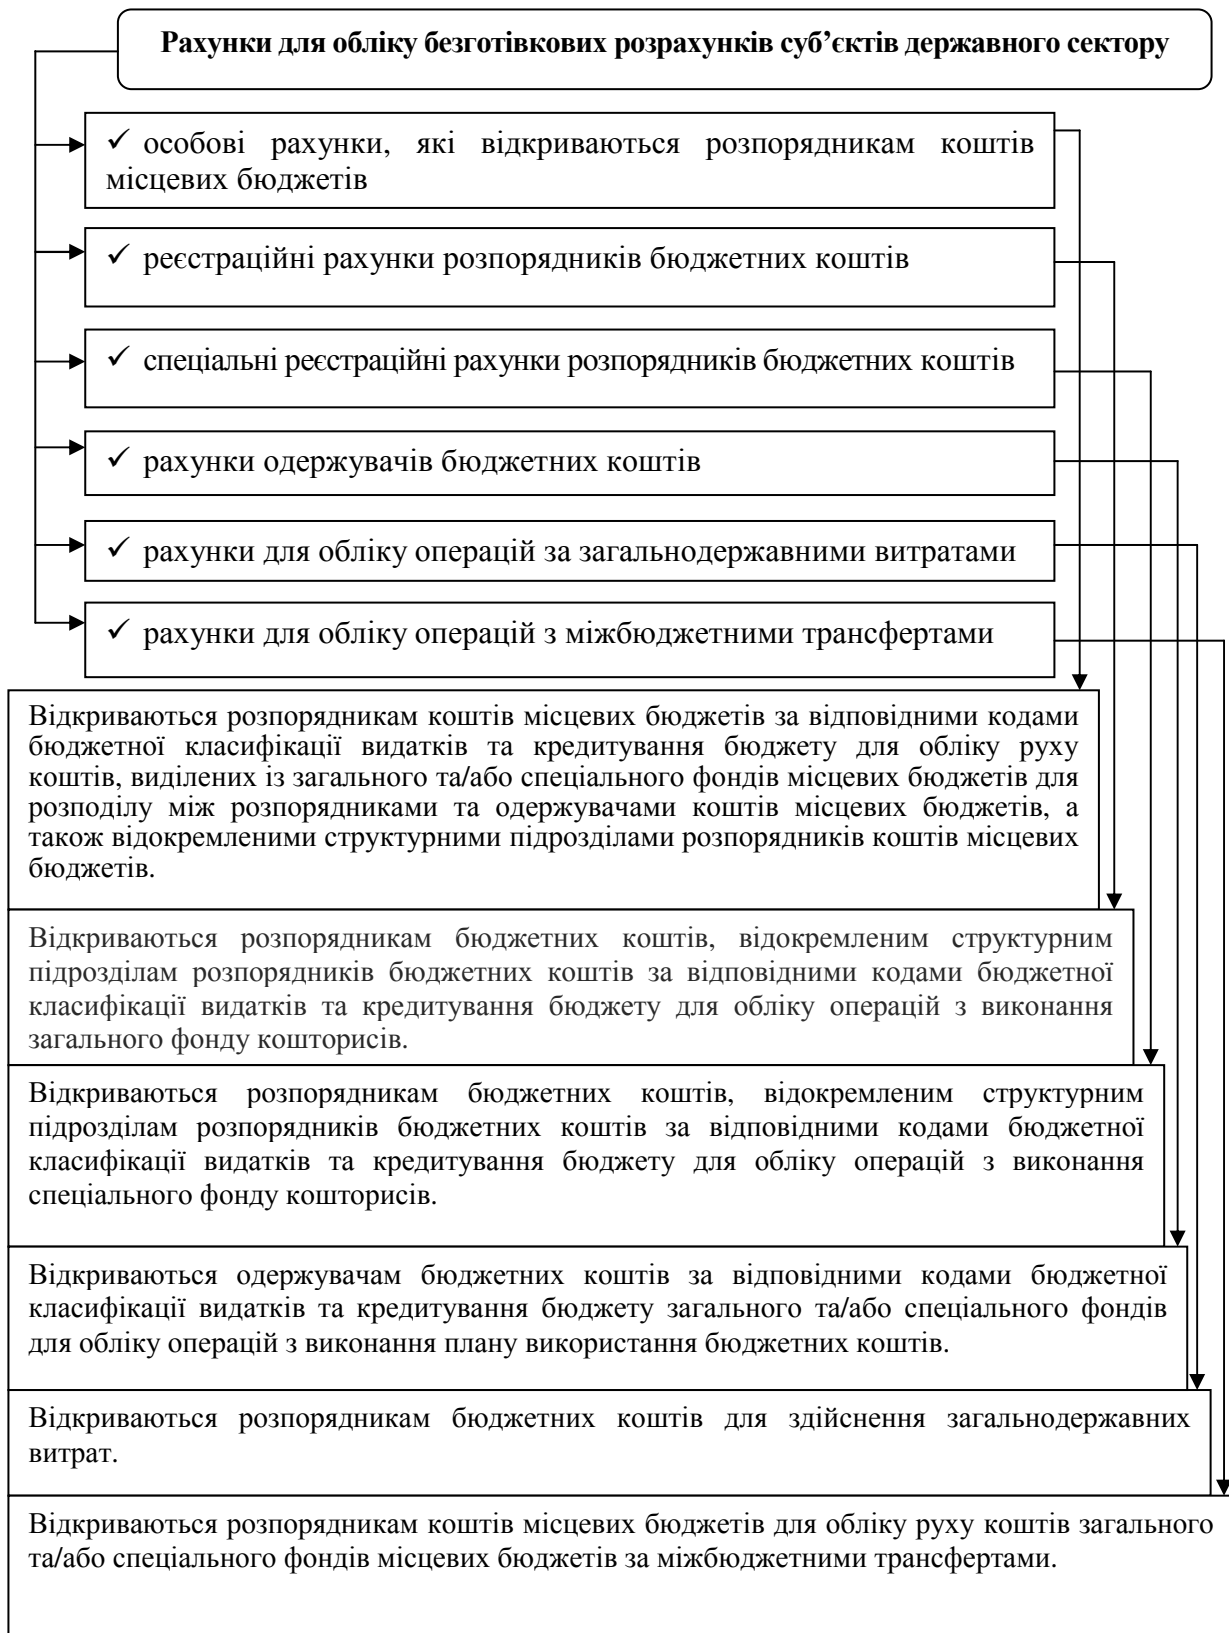 Рахунки для обліку безготівкових розрахунків суб’єктів державного сектору
✓ особові рахунки, які відкриваються розпорядникам коштів
місцевих бюджетів
✓ реєстраційні рахунки розпорядників бюджетних коштів
✓ спеціальні реєстраційні рахунки розпорядників бюджетних коштів
✓ рахунки одержувачів бюджетних коштів
✓ рахунки для обліку операцій за загальнодержавними витратами
✓ рахунки для обліку операцій з міжбюджетними трансфертами
Відкриваються розпорядникам коштів місцевих бюджетів за відповідними кодами
бюджетної класифікації видатків та кредитування бюджету для обліку руху
коштів, виділених із загального та/або спеціального фондів місцевих бюджетів для
розподілу між розпорядниками та одержувачами коштів місцевих бюджетів, а
також відокремленими структурними підрозділами розпорядників коштів місцевих
бюджетів.
Відкриваються розпорядникам бюджетних коштів, відокремленим структурним
підрозділам розпорядників бюджетних коштів за відповідними кодами бюджетної
класифікації видатків та кредитування бюджету для обліку операцій з виконання
загального фонду кошторисів.
Відкриваються розпорядникам бюджетних коштів, відокремленим структурним
підрозділам розпорядників бюджетних коштів за відповідними кодами бюджетної
класифікації видатків та кредитування бюджету для обліку операцій з виконання
спеціального фонду кошторисів.
Відкриваються одержувачам бюджетних коштів за відповідними кодами бюджетної
класифікації видатків та кредитування бюджету загального та/або спеціального фондів
для обліку операцій з виконання плану використання бюджетних коштів.
Відкриваються розпорядникам бюджетних коштів для здійснення загальнодержавних
витрат.
Відкриваються розпорядникам коштів місцевих бюджетів для обліку руху коштів загального
та/або спеціального фондів місцевих бюджетів за міжбюджетними трансфертами.